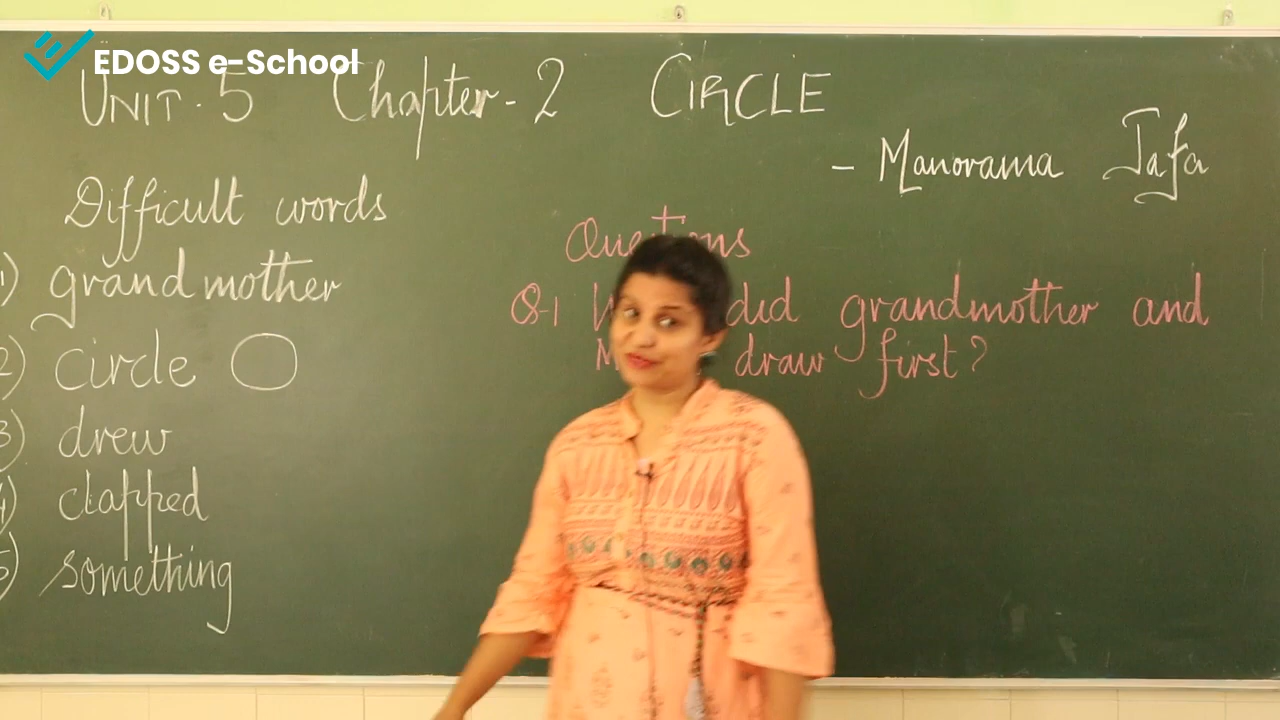 EDOSS e-School
UNIT. 5 Chapter-2 CIRCLE
- Manorama Jafa
Difficult words
1) grandmother
2) circle
3) drew
4) clapped
5) something
Q-1 did grandmother and
draw first?